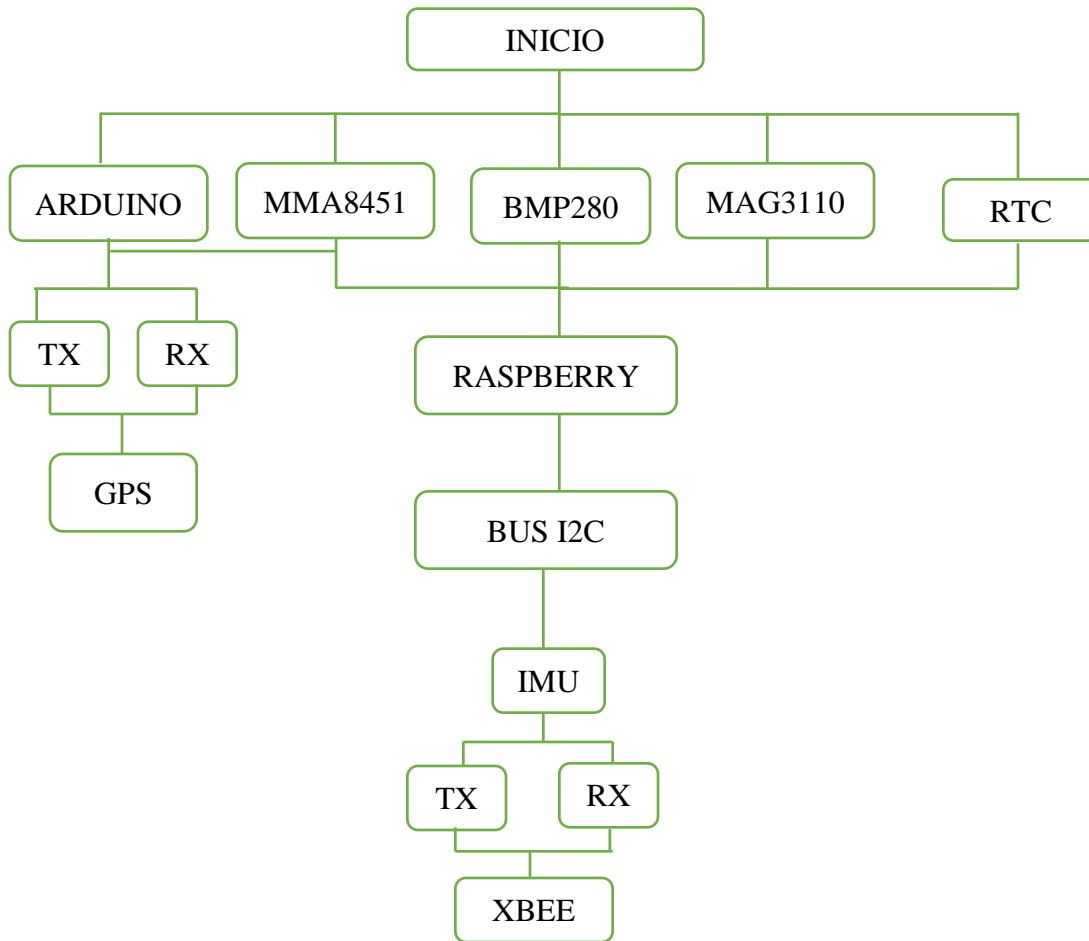 INICIO
ARDUINO
MMA8451
BMP280
MAG3110
RTC
TX
RX
RASPBERRY
GPS
BUS I2C
IMU
TX
RX
XBEE